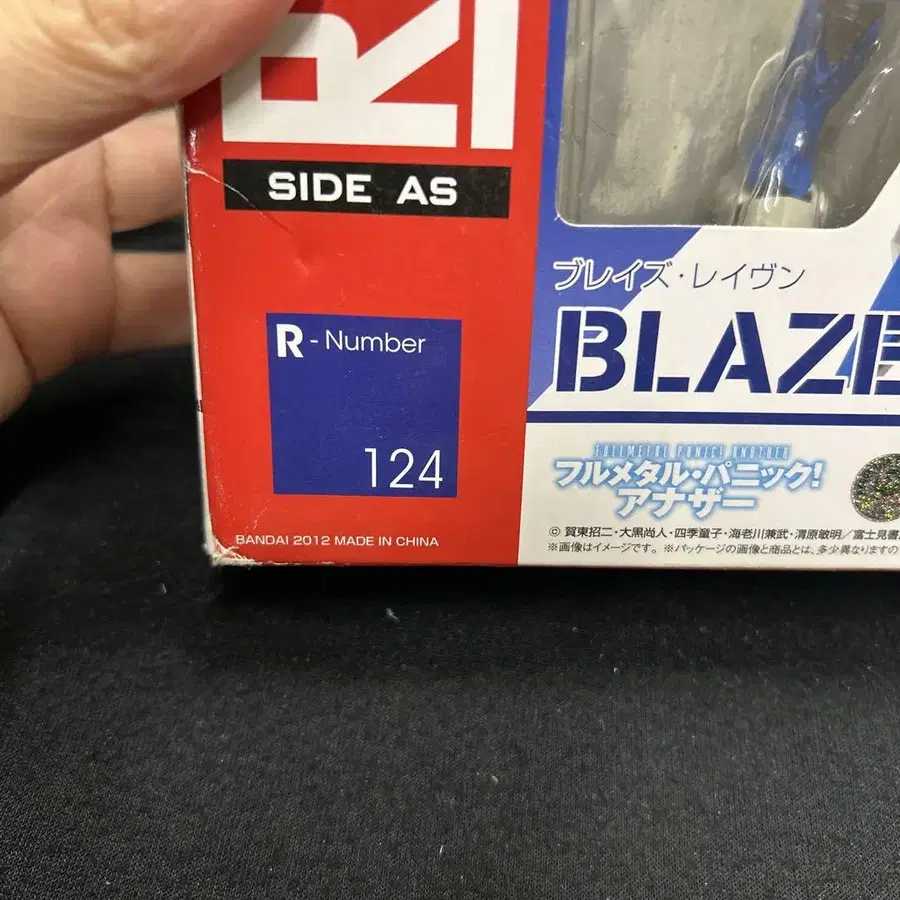 SIDE AS
R - Number
124
BANDAI 2012 MADE IN CHINA
ブレイズ・レイヴン
BLAZE
FULLMETAL PANIC! ANOTHER
フルメタル・パニック!
アナザー
© 賀東招二・大黒尚人・四季童子・海老川兼武・渭原敏明/富士見書
※画像はイメージです。 ※パッケージの画像と商品とは、多少異なりますの